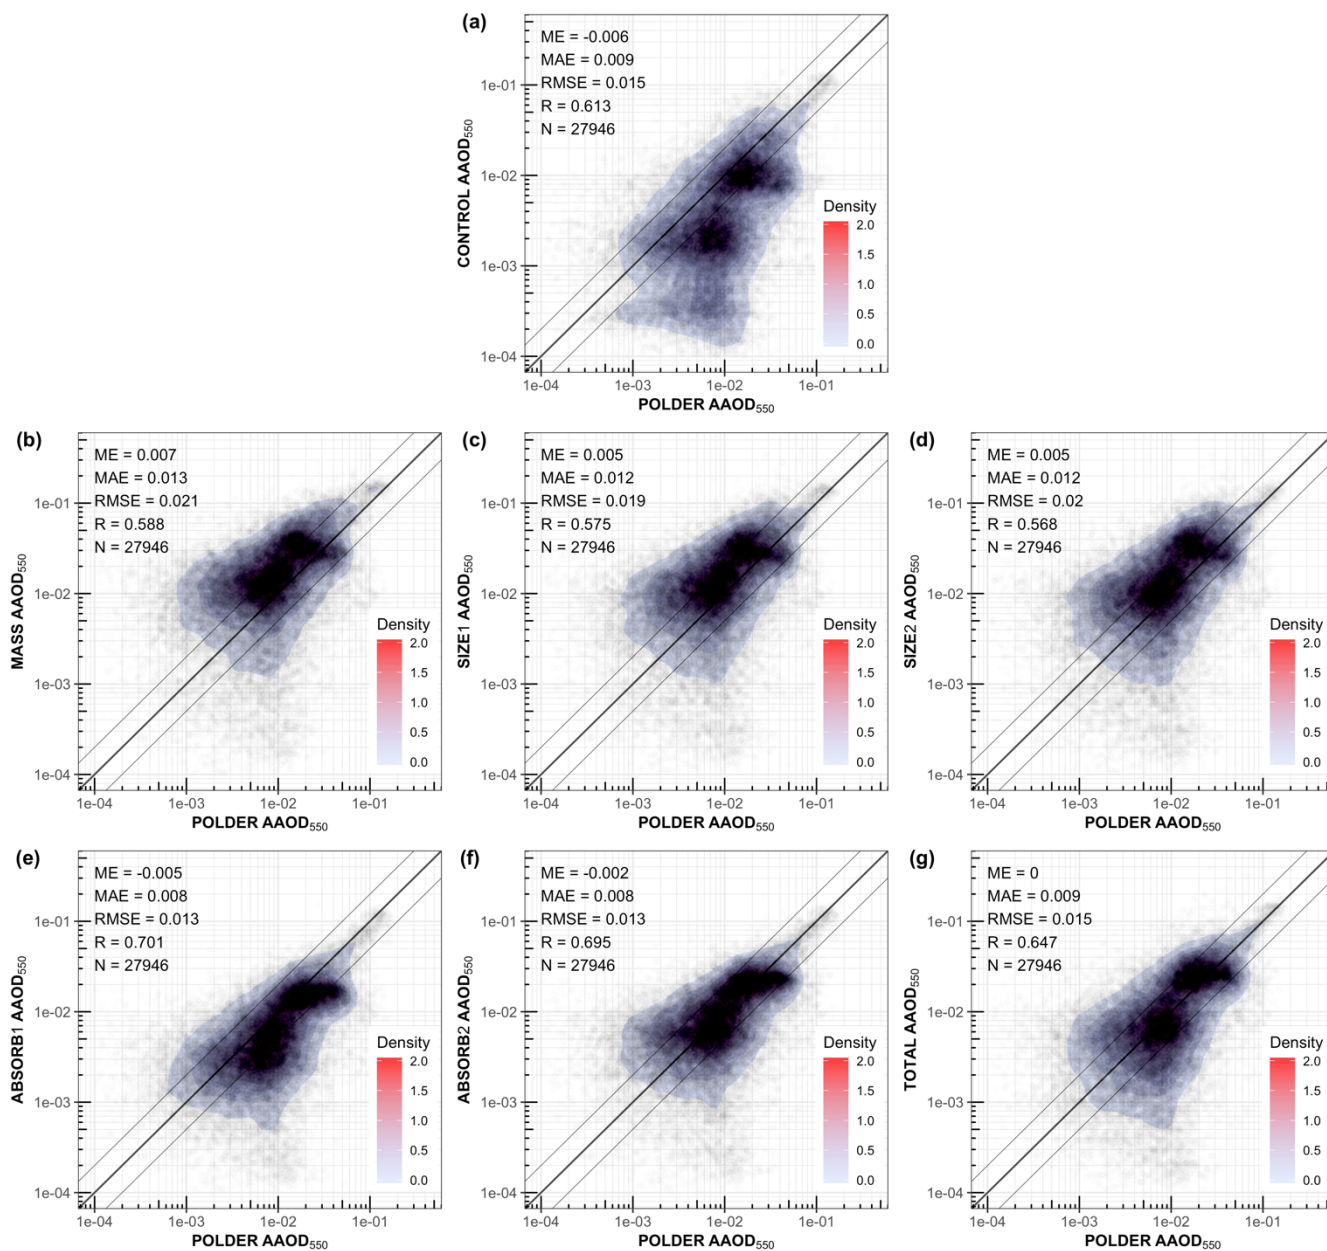 (a)
ME = -0.006
MAE = 0.009
RMSE = 0.015
R = 0.613
N = 27946
1e-01
1e-02
1e-03
1e-04
CONTROL AAOD550
Density
2.0
1.5
1.0
0.5
0.0
1e-04 1e-03 1e-02 1e-01
POLDER AAOD550
(b)
ME = 0.007
MAE = 0.013
RMSE = 0.021
R = 0.588
N = 27946
1e-01
1e-02
1e-03
1e-04
MASS AAOD550
Density
2.0
1.5
1.0
0.5
0.0
1e-04 1e-03 1e-02 1e-01
POLDER AAOD550
(c)
ME = 0.005
MAE = 0.012
RMSE = 0.019
R = 0.575
N = 27946
1e-01
1e-02
1e-03
1e-04
SIZE1 AAOD550
Density
2.0
1.5
1.0
0.5
0.0
1e-04 1e-03 1e-02 1e-01
POLDER AAOD550
(d)
ME = 0.005
MAE = 0.012
RMSE = 0.02
R = 0.568
N = 27946
1e-01
1e-02
1e-03
1e-04
SIZE2 AAOD550
Density
2.0
1.5
1.0
0.5
0.0
1e-04 1e-03 1e-02 1e-01
POLDER AAOD550
(e)
ME = -0.005
MAE = 0.008
RMSE = 0.013
R = 0.701
N = 27946
1e-01
1e-02
1e-03
1e-04
ABSORB1 AAOD550
Density
2.0
1.5
1.0
0.5
0.0
1e-04 1e-03 1e-02 1e-01
POLDER AAOD550
(f)
ME = -0.002
MAE = 0.008
RMSE = 0.013
R = 0.695
N = 27946
1e-01
1e-02
1e-03
1e-04
ABSORB2 AAOD550
Density
2.0
1.5
1.0
0.5
0.0
1e-04 1e-03 1e-02 1e-01
POLDER AAOD550
(g)
ME = 0
MAE = 0.009
RMSE = 0.015
R = 0.647
N = 27946
1e-01
1e-02
1e-03
1e-04
TOTAL AAOD550
Density
2.0
1.5
1.0
0.5
0.0
1e-04 1e-03 1e-02 1e-01
POLDER AAOD550